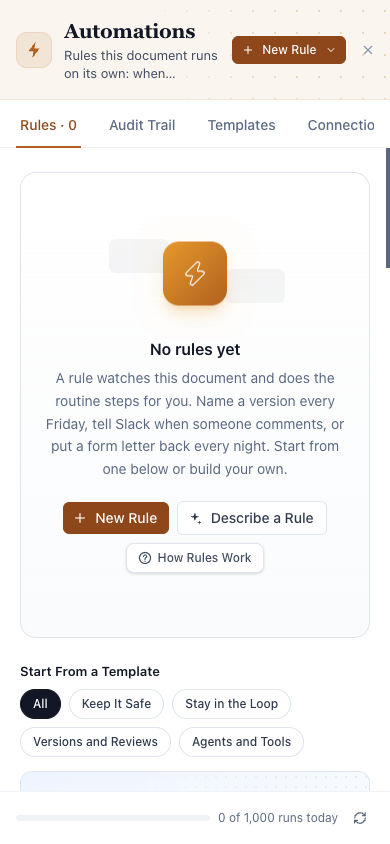 Automations
Rules this document runs
on its own: when...
New Rule
Rules · 0
Audit Trail
Templates
Connectio
No rules yet
A rule watches this document and does the
routine steps for you. Name a version every
Friday, tell Slack when someone comments, or
put a form letter back every night. Start from
one below or build your own.
New Rule
Describe a Rule
How Rules Work
Start From a Template
All
Keep It Safe
Stay in the Loop
Versions and Reviews
Agents and Tools
0 of 1,000 runs today